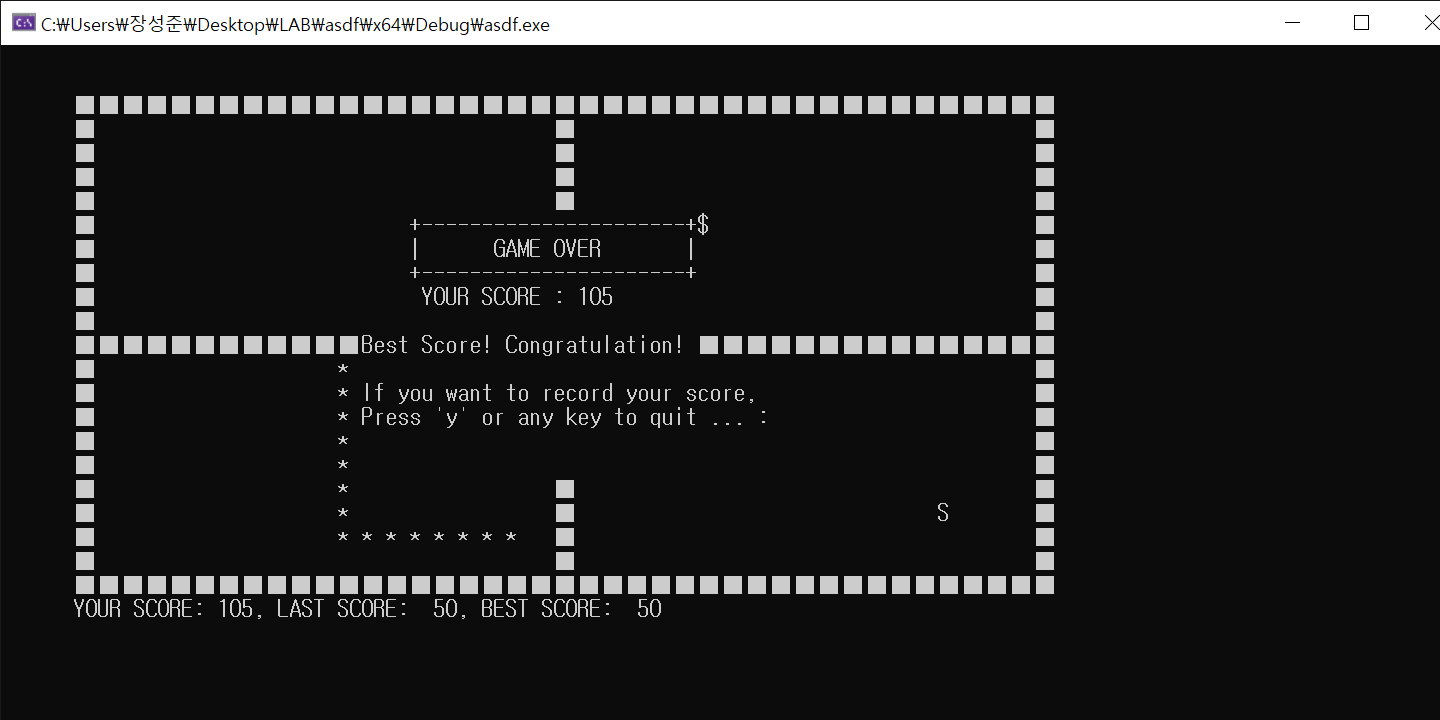 C:₩Users₩장성준₩Desktop₩LAB₩asdf₩x64₩Debug₩asdf.exe
+----------------------+$
| GAME OVER |
+----------------------+
YOUR SCORE : 105
Best Score! Congratulation!
*
* If you want to record your score,
* Press 'y' or any key to quit ... :
*
*
*
* S
* * * * * * * *
YOUR SCORE: 105, LAST SCORE:  50, BEST SCORE:  50